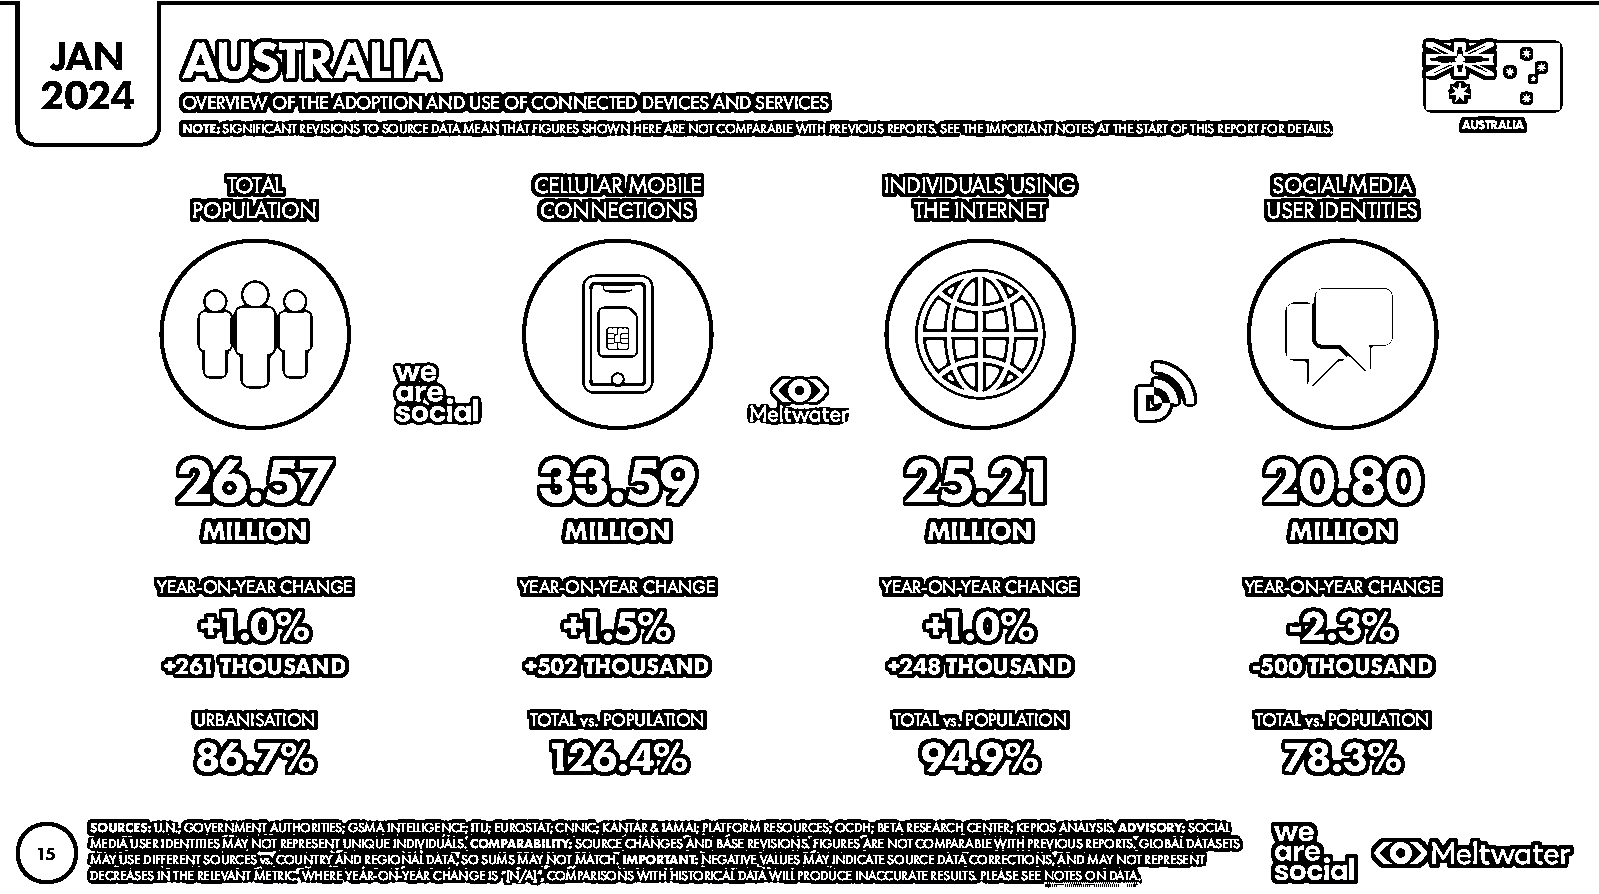 JAN
2024
AUSTRALIA
OVERVIEW OF THE ADOPTION AND USE OF CONNECTED DEVICES AND SERVICES
NOTE: SIGNIFICANT REVISIONS TO SOURCE DATA MEAN THAT FIGURES SHOWN HERE ARE NOT COMPARABLE WITH PREVIOUS REPORTS. SEE THE IMPORTANT NOTES AT THE START OF THIS REPORT FOR DETAILS.
AUSTRALIA
TOTAL
POPULATION
CELLULAR MOBILE
CONNECTIONS
INDIVIDUALS USING
THE INTERNET
SOCIAL MEDIA
USER IDENTITIES
we
are.
social
Meltwater
26.57
MILLION
33.59
MILLION
25.21
MILLION
20.80
MILLION
YEAR-ON-YEAR CHANGE
+1.0%
+261 THOUSAND
YEAR-ON-YEAR CHANGE
+1.5%
+502 THOUSAND
YEAR-ON-YEAR CHANGE
+1.0%
+248 THOUSAND
YEAR-ON-YEAR CHANGE
-2.3%
-500 THOUSAND
URBANISATION
86.7%
TOTAL vs. POPULATION
126.4%
TOTAL vs. POPULATION
94.9%
TOTAL vs. POPULATION
78.3%
15
SOURCES: U.N.; GOVERNMENT AUTHORITIES; GSMA INTELLIGENCE; ITU; EUROSTAT; CNNIC; KANTAR & IAMAI; PLATFORM RESOURCES; OCDH; BETA RESEARCH CENTER; KEPIOS ANALYSIS. ADVISORY: SOCIAL
MEDIA USER IDENTITIES MAY NOT REPRESENT UNIQUE INDIVIDUALS. COMPARABILITY: SOURCE CHANGES AND BASE REVISIONS. FIGURES ARE NOT COMPARABLE WITH PREVIOUS REPORTS. GLOBAL DATASETS
MAY USE DIFFERENT SOURCES vs. COUNTRY AND REGIONAL DATA, SO SUMS MAY NOT MATCH. IMPORTANT: NEGATIVE VALUES MAY INDICATE SOURCE DATA CORRECTIONS, AND MAY NOT REPRESENT
DECREASES IN THE RELEVANT METRIC. WHERE YEAR-ON-YEAR CHANGE IS "[N/A]", COMPARISONS WITH HISTORICAL DATA WILL PRODUCE INACCURATE RESULTS. PLEASE SEE NOTES ON DATA.
we
are.
social
Meltwater